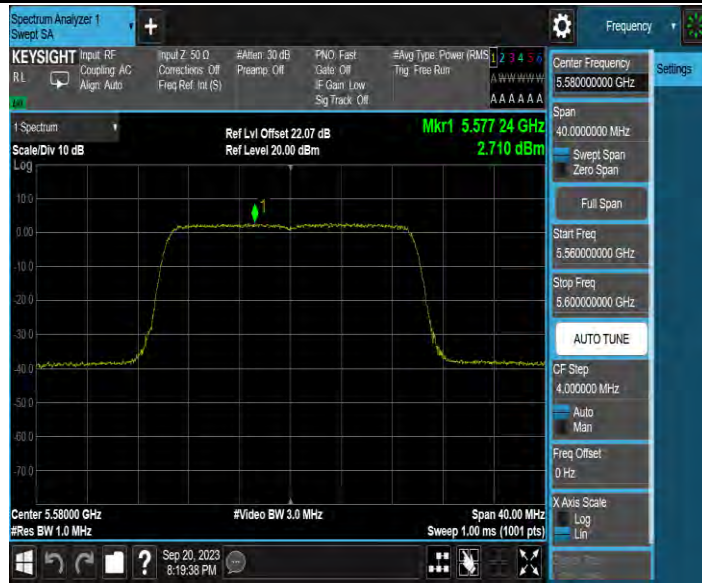 Spectrum Analyzer 1
Swept SA
+
Frequency
KEYSIGHT
RL
Input: RF
Coupling: AC
Align: Auto
Input Z: 50 Ω
Corrections: Off
Freq Ref: Int (S)
#Atten: 30 dB
Preamp: Off
PNO: Fast
Gate: Off
IF Gain: Low
Sig Track: Off
#Avg Type: Power (RMS
Trig: Free Run
1 2 3 4 5 6
A W W W W W
A A A A A A
1 Spectrum
Scale/Div 10 dB
Log
Ref Lvl Offset 22.07 dB
Ref Level 20.00 dBm
Mkr1 5.577 24 GHz
2.710 dBm
1
10.0
0.00
-10.0
-20.0
-30.0
-40.0
-50.0
-60.0
-70.0
Center 5.58000 GHz
#Res BW 1.0 MHz
#Video BW 3.0 MHz
Span 40.00 MHz
Sweep 1.00 ms (1001 pts)
Sep 20, 2023
8:19:38 PM
Settings
Center Frequency
5.580000000 GHz
Span
40.0000000 MHz
Swept Span
Zero Span
Full Span
Start Freq
5.560000000 GHz
Stop Freq
5.600000000 GHz
AUTO TUNE
CF Step
4.000000 MHz
Auto
Man
Freq Offset
0 Hz
X Axis Scale
Log
Lin